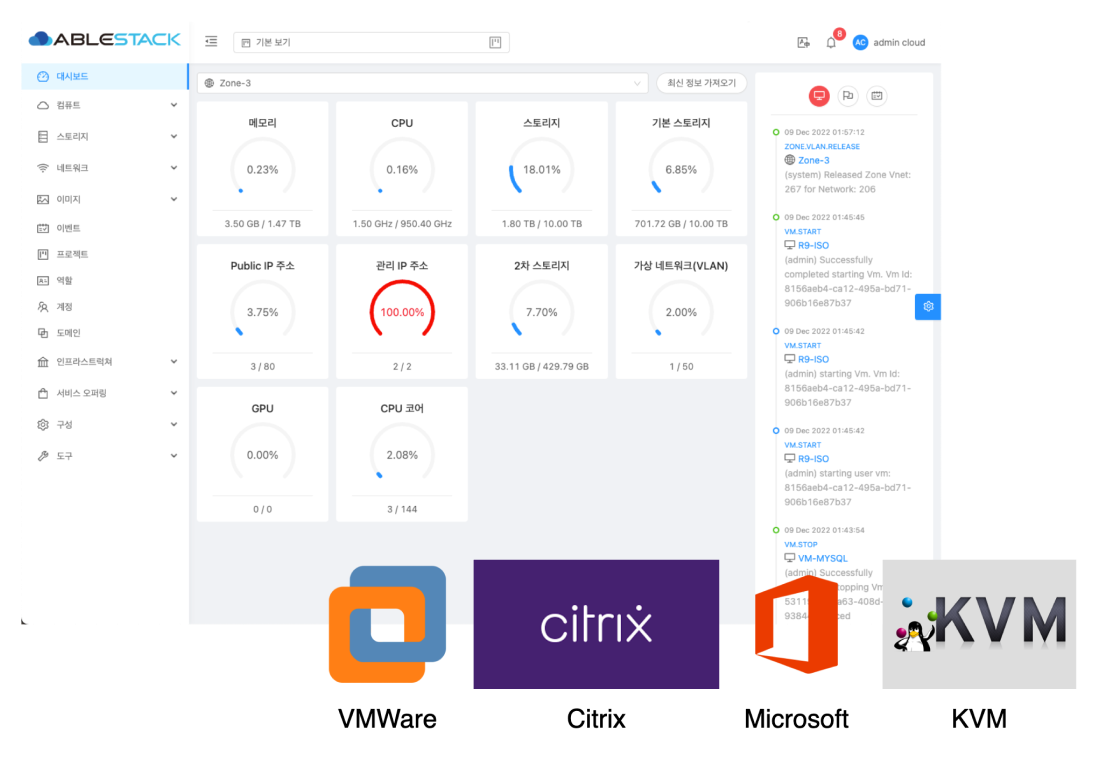 ABLESTACK
기본 보기
8
AC
admin cloud
대시보드
컴퓨트
스토리지
네트워크
이미지
이벤트
프로젝트
역할
계정
도메인
인프라스트럭쳐
서비스 오퍼링
구성
도구
Zone-3
최신 정보 가져오기
메모리
0.23%
3.50 GB / 1.47 TB
CPU
0.16%
1.50 GHz / 950.40 GHz
스토리지
18.01%
1.80 TB / 10.00 TB
기본 스토리지
6.85%
701.72 GB / 10.00 TB
Public IP 주소
3.75%
3 / 80
관리 IP 주소
100.00%
2 / 2
2차 스토리지
7.70%
33.11 GB / 429.79 GB
가상 네트워크(VLAN)
2.00%
1 / 50
GPU
0.00%
0 / 0
CPU 코어
2.08%
3 / 144
09 Dec 2022 01:57:12
ZONE.VLAN.RELEASE
Zone-3
(system) Released Zone Vnet:
267 for Network: 206
09 Dec 2022 01:45:45
VM.START
R9-ISO
(admin) Successfully
completed starting Vm. Vm Id:
8156aeb4-ca12-495a-bd71-
906b16e87b37
09 Dec 2022 01:45:42
VM.START
R9-ISO
(admin) starting Vm. Vm Id:
8156aeb4-ca12-495a-bd71-
906b16e87b37
09 Dec 2022 01:45:42
VM.START
R9-ISO
(admin) starting user vm:
8156aeb4-ca12-495a-bd71-
906b16e87b37
09 Dec 2022 01:43:54
VM.STOP
VM-MYSQL
(admin) Successfully
citrix
KVM
VMWare
Citrix
Microsoft
KVM